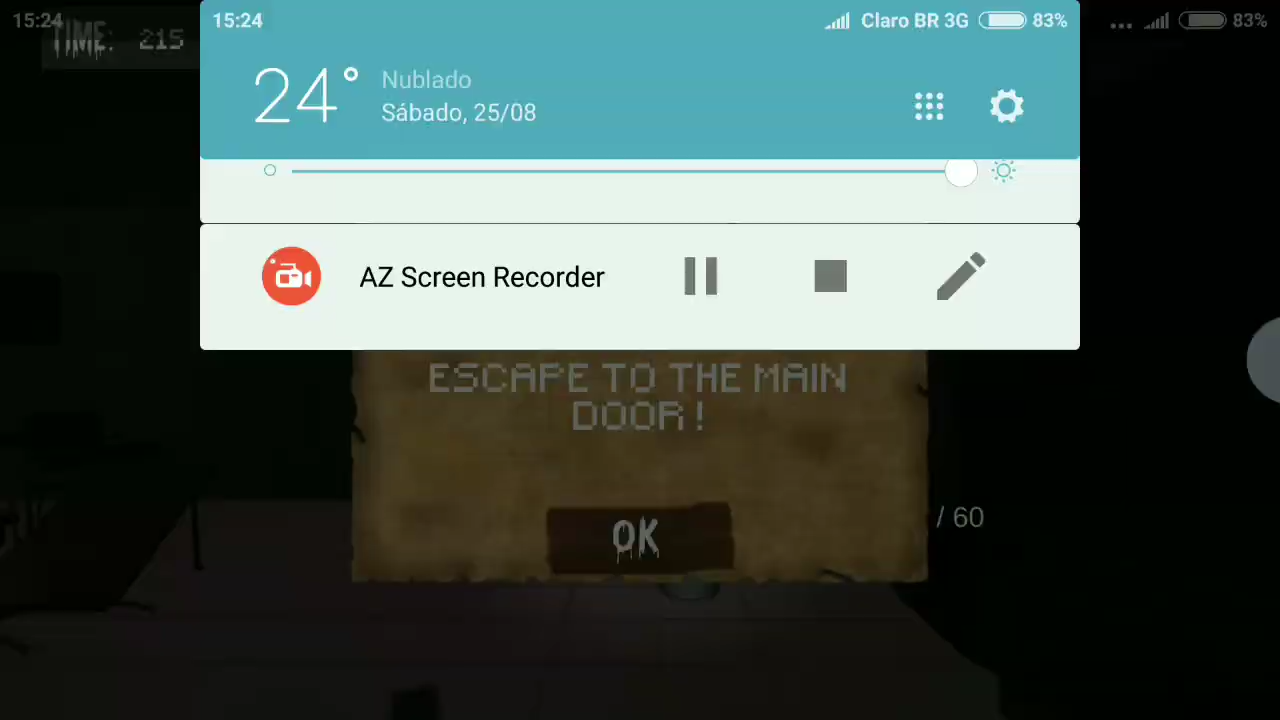 15:24
TIME: 215
15:24
Claro BR 3G 83%
83%
24°
Nublado
Sábado, 25/08
AZ Screen Recorder
ESCAPE TO THE MAIN
DOOR!
/ 60
OK